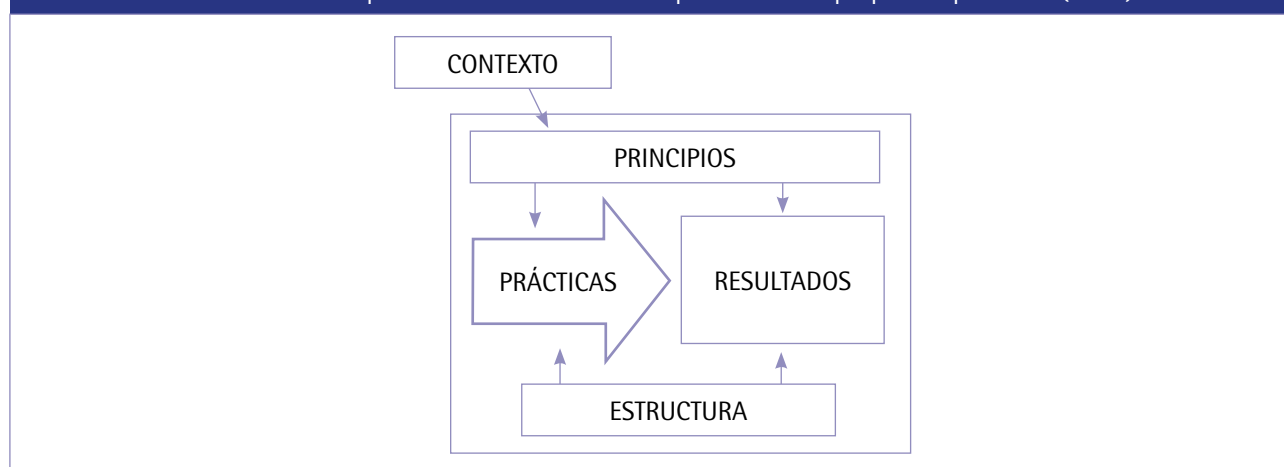 CONTEXTO
PRINCIPIOS
PRÁCTICAS
RESULTADOS
ESTRUCTURA